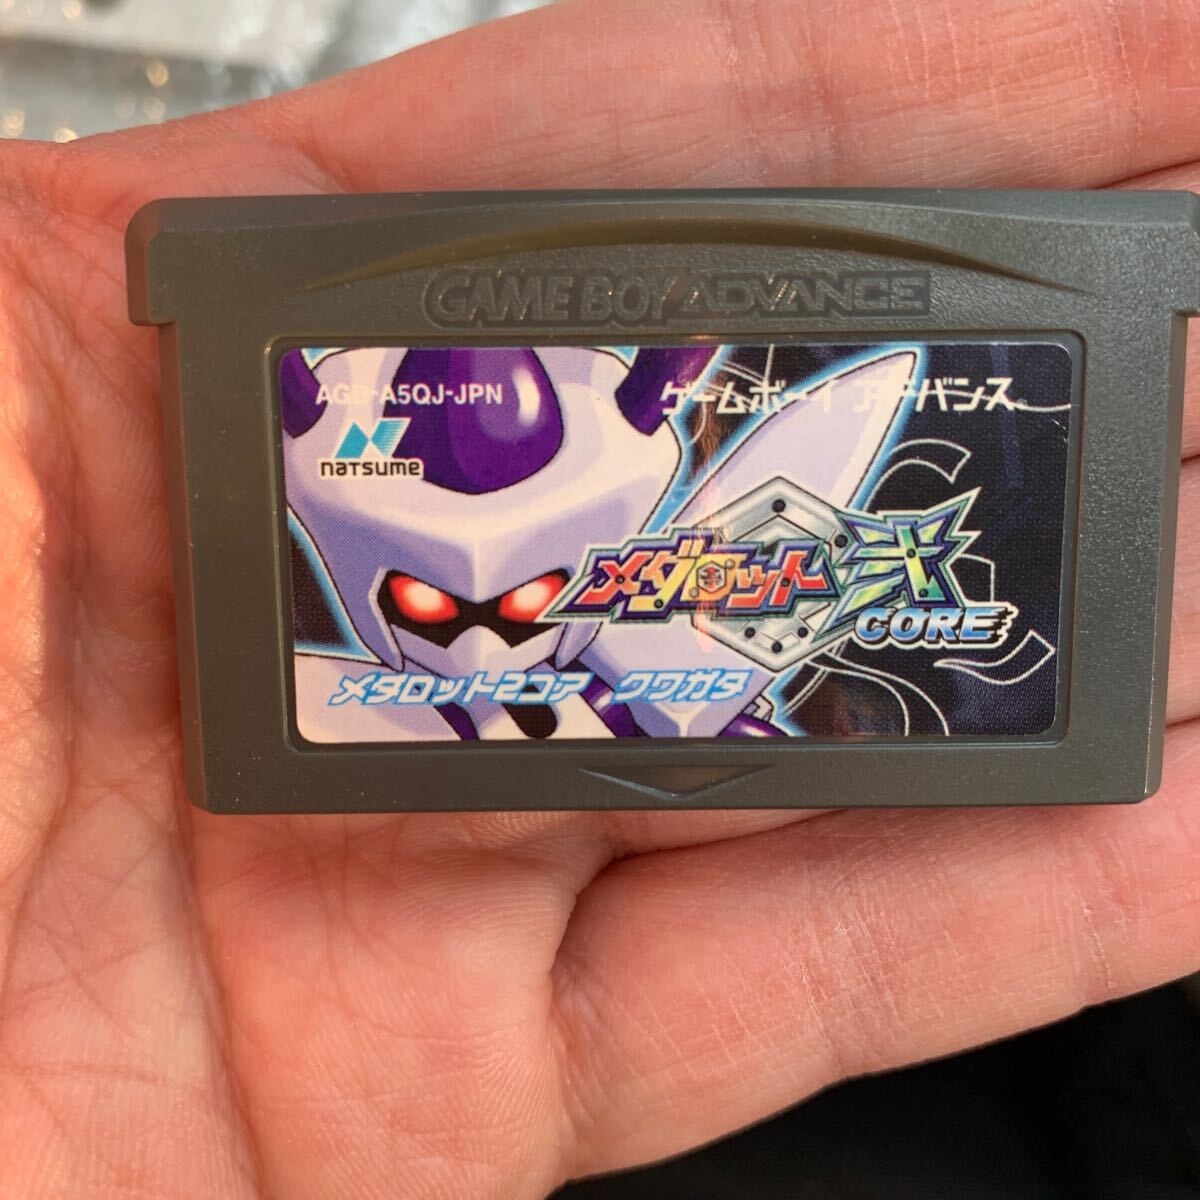 GAME BOY ADVANCE
AGB-A5QJ-JPN
ゲームボーイ アドバンス
natsume
メダロット 弐
CORE
メダロット2コア クワガタ